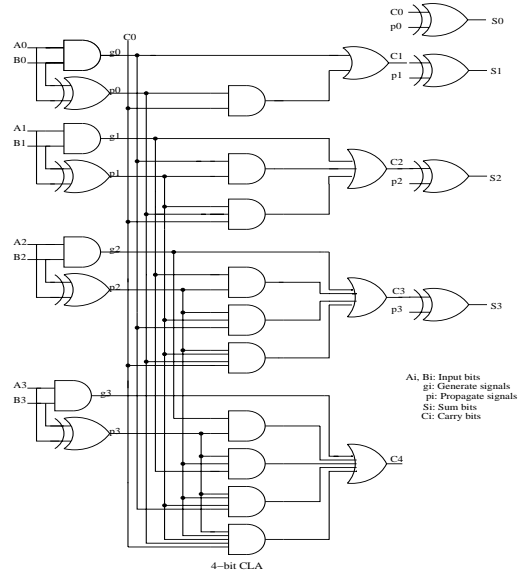 C0
p0
S0
C0
A0
B0
g0
p0
C1
p1
S1
A1
B1
g1
p1
C2
p2
S2
A2
B2
g2
p2
C3
p3
S3
A3
B3
g3
p3
C4
Ai, Bi: Input bits
gi: Generate signals
pi: Propagate signals
Si: Sum bits
Ci: Carry bits
4-bit CLA